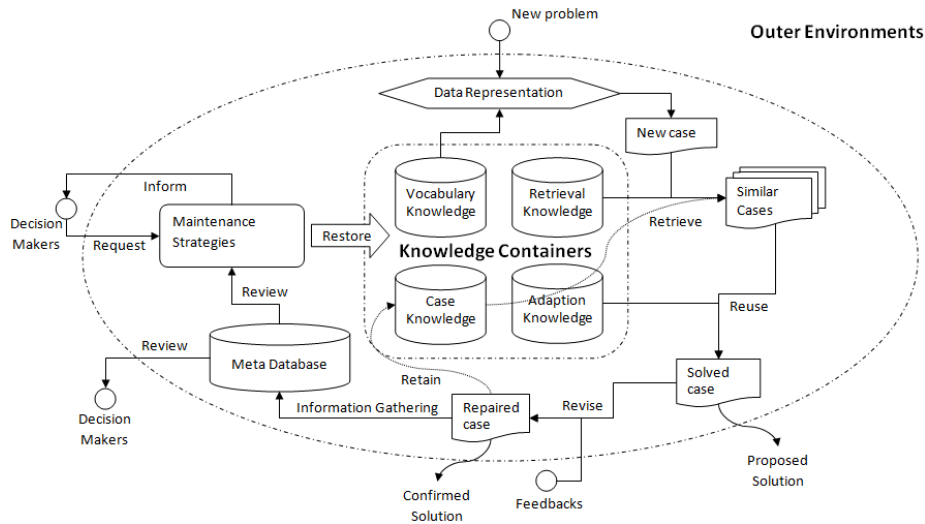 New problem
Outer Environments
Data Representation
New case
Inform
Vocabulary
Knowledge
Retrieval
Knowledge
Similar
Cases
Decision
Makers
Request
Maintenance
Strategies
Restore
Retrieve
Knowledge Containers
Review
Case
Knowledge
Adaption
Knowledge
Reuse
Review
Meta Database
Retain
Solved
case
Decision
Makers
Information Gathering
Repaired
case
Revise
Proposed
Solution
Confirmed
Solution
Feedbacks